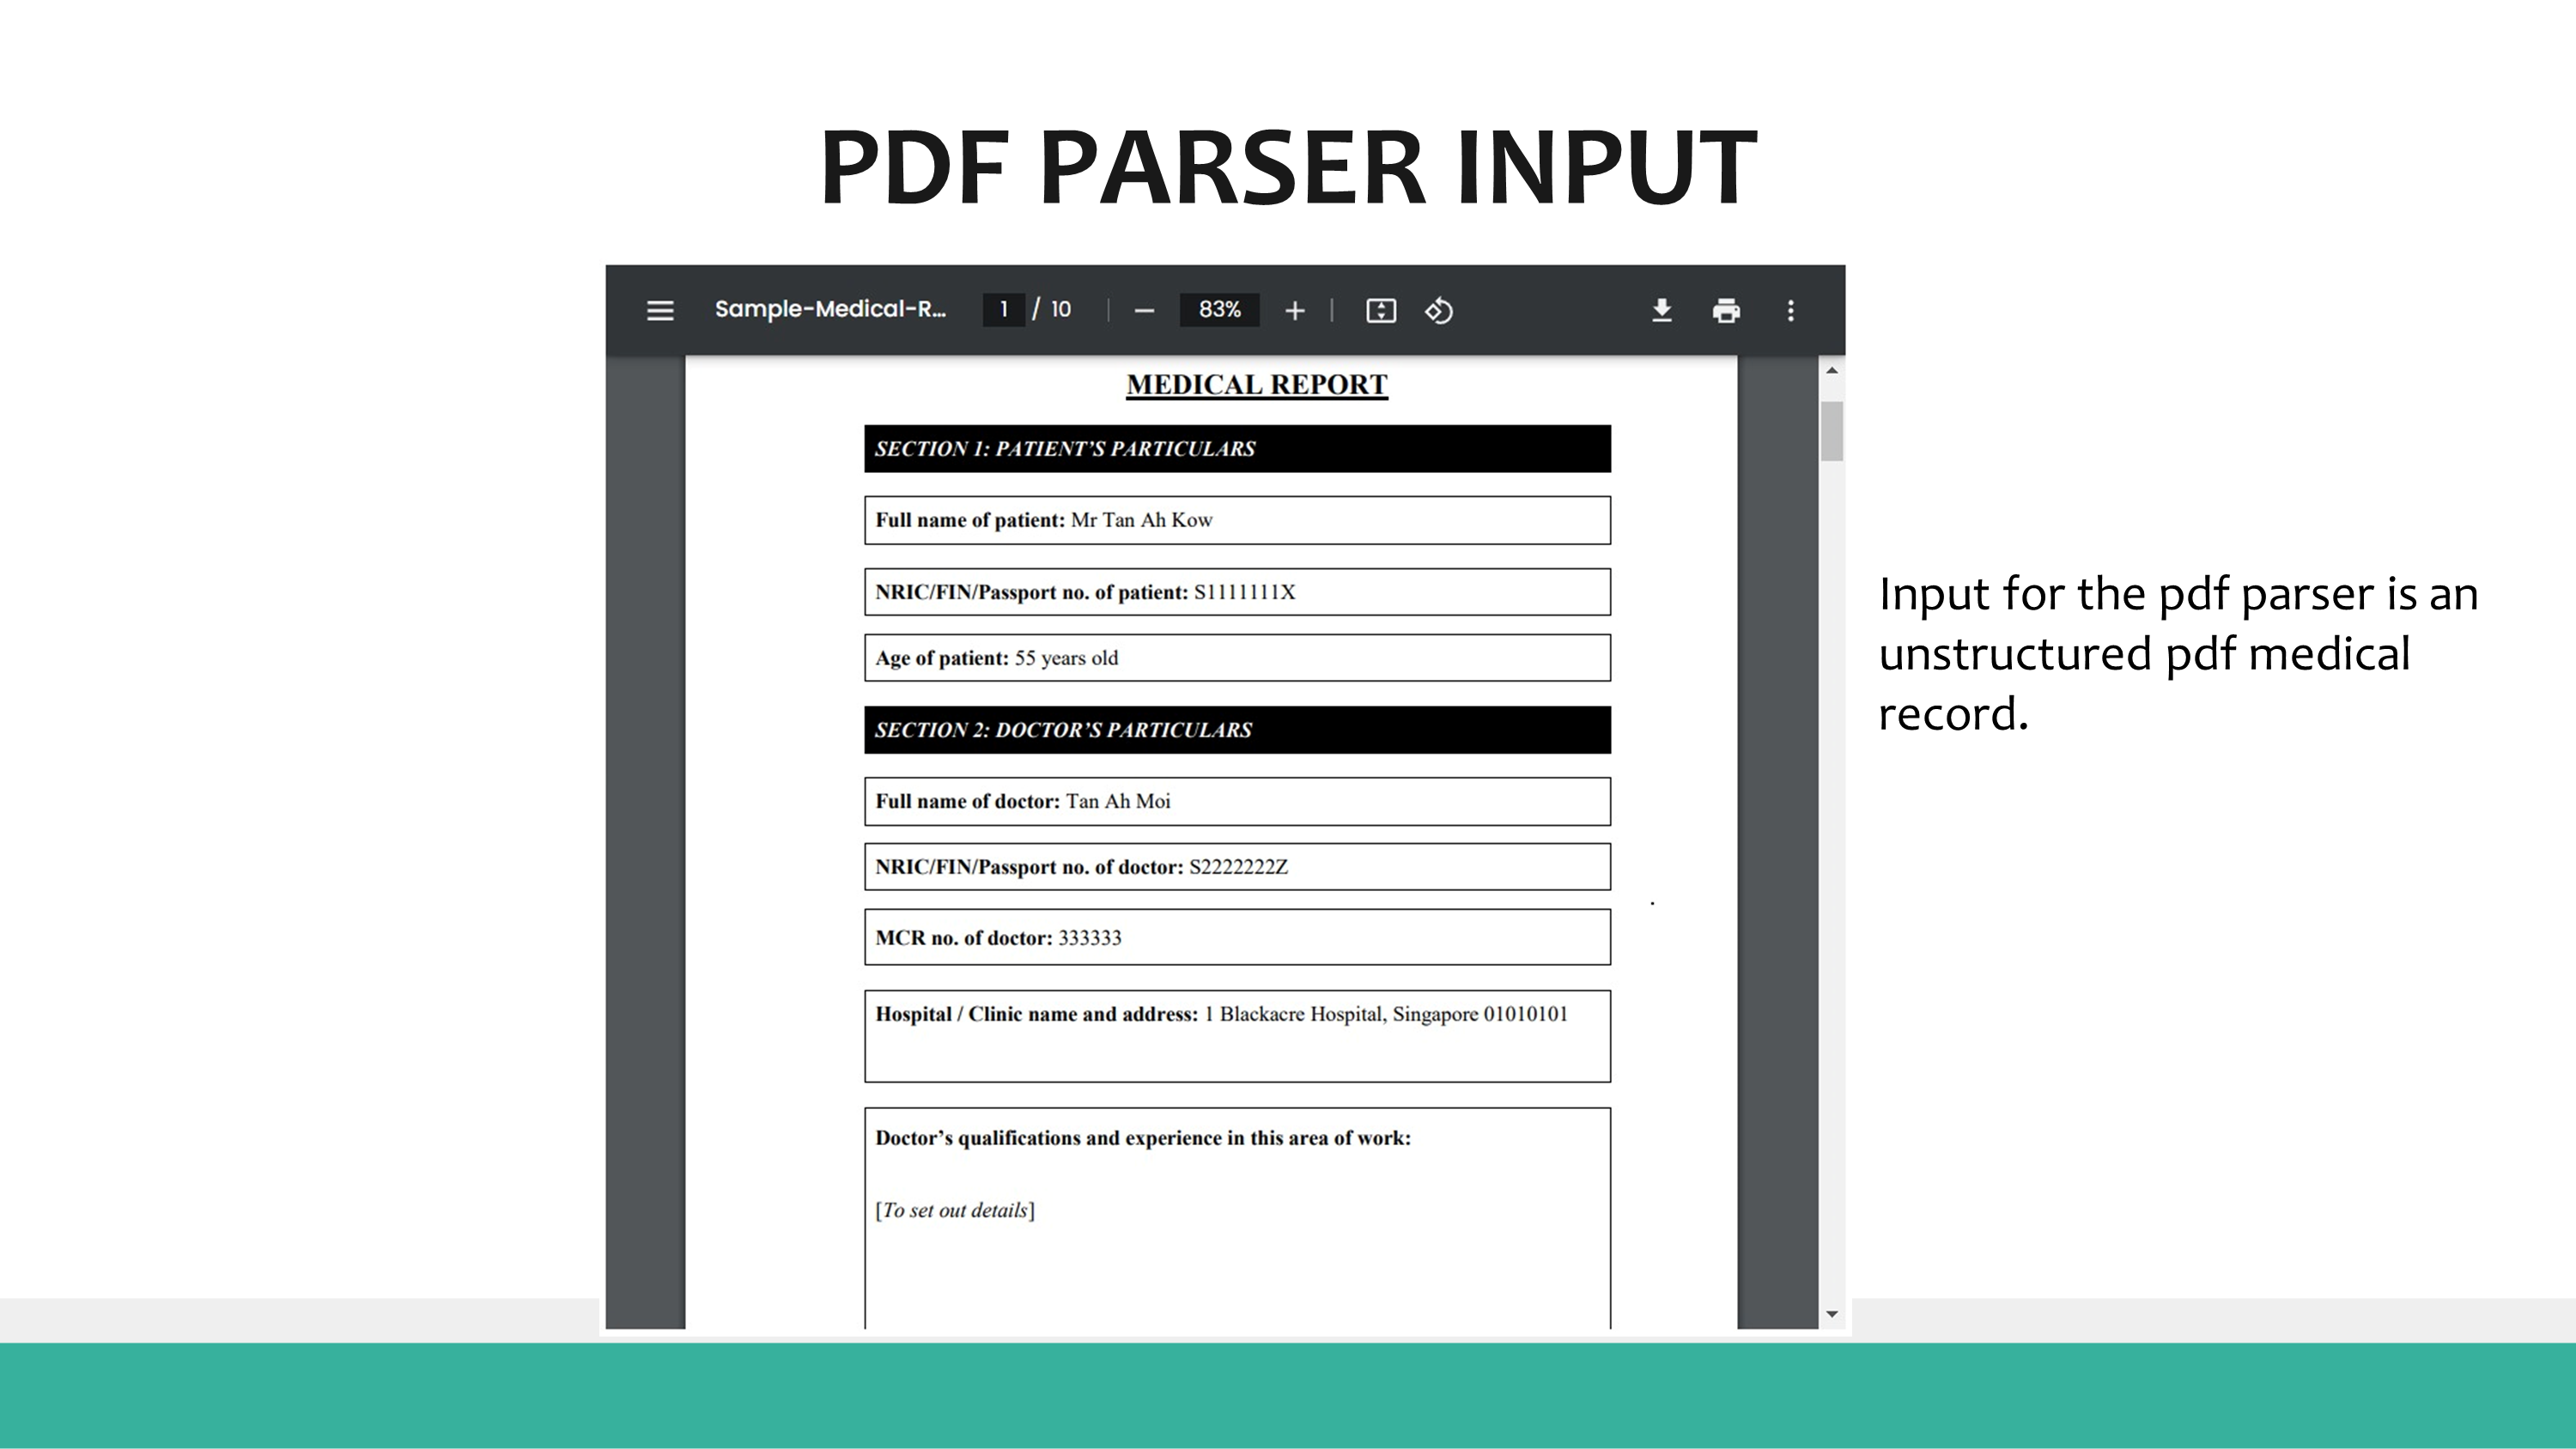 PDF PARSER INPUT
Sample-Medical-R... 1 / 10 83%
MEDICAL REPORT
SECTION 1: PATIENT’S PARTICULARS
Full name of patient: Mr Tan Ah Kow
NRIC/FIN/Passport no. of patient: S1111111X
Age of patient: 55 years old
SECTION 2: DOCTOR’S PARTICULARS
Full name of doctor: Tan Ah Moi
NRIC/FIN/Passport no. of doctor: S2222222Z
MCR no. of doctor: 333333
Hospital / Clinic name and address: 1 Blackacre Hospital, Singapore 01010101
Doctor’s qualifications and experience in this area of work:
[To set out details]
Input for the pdf parser is an
unstructured pdf medical
record.